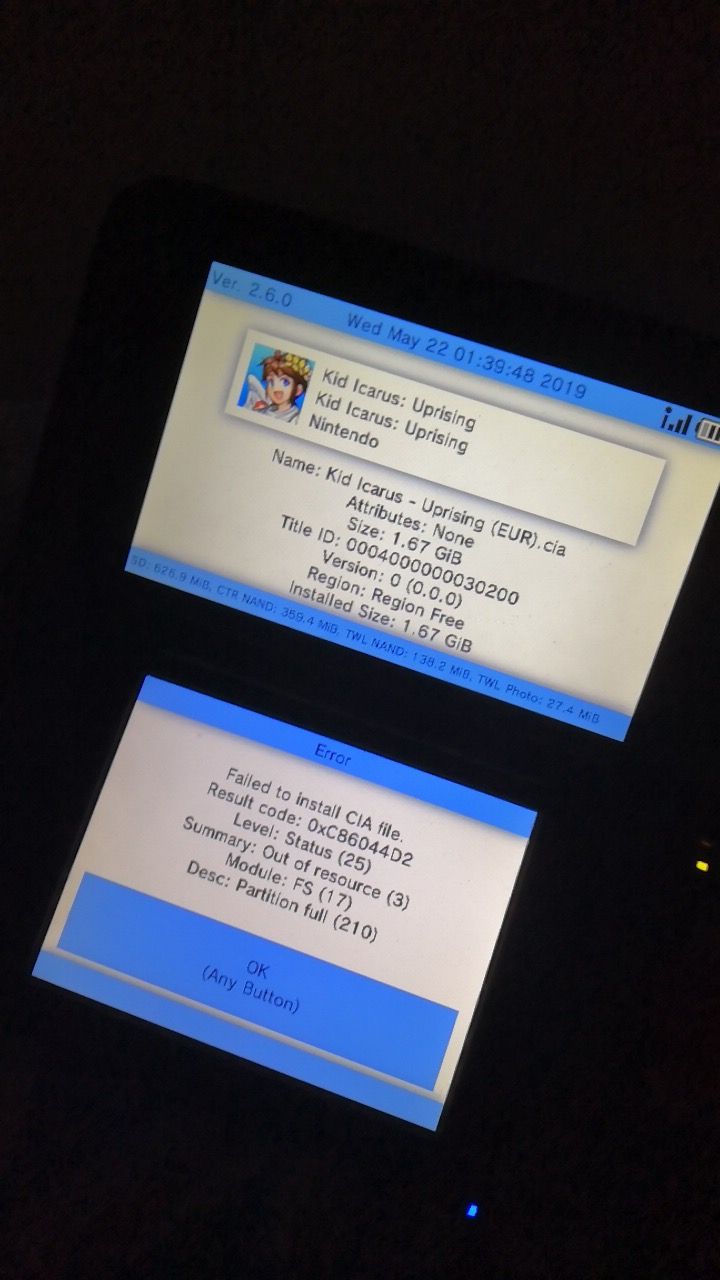 Ver. 2.6.0
Wed May 22 01:39:48 2019
Kid Icarus: Uprising
Kid Icarus: Uprising
Nintendo
Name: Kid Icarus - Uprising (EUR).cia
Attributes: None
Size: 1.67 GiB
Title ID: 0004000000030200
Version: 0 (0.0.0)
Region: Region Free
Installed Size: 1.67 GiB
SD: 626.9 MiB, CTR NAND: 359.4 MiB, TWL NAND: 138.2 MiB, TWL Photo: 27.4 MiB
Error
Failed to install CIA file.
Result code: 0xC86044D2
Level: Status (25)
Summary: Out of resource (3)
Module: FS (17)
Desc: Partition full (210)
OK
(Any Button)